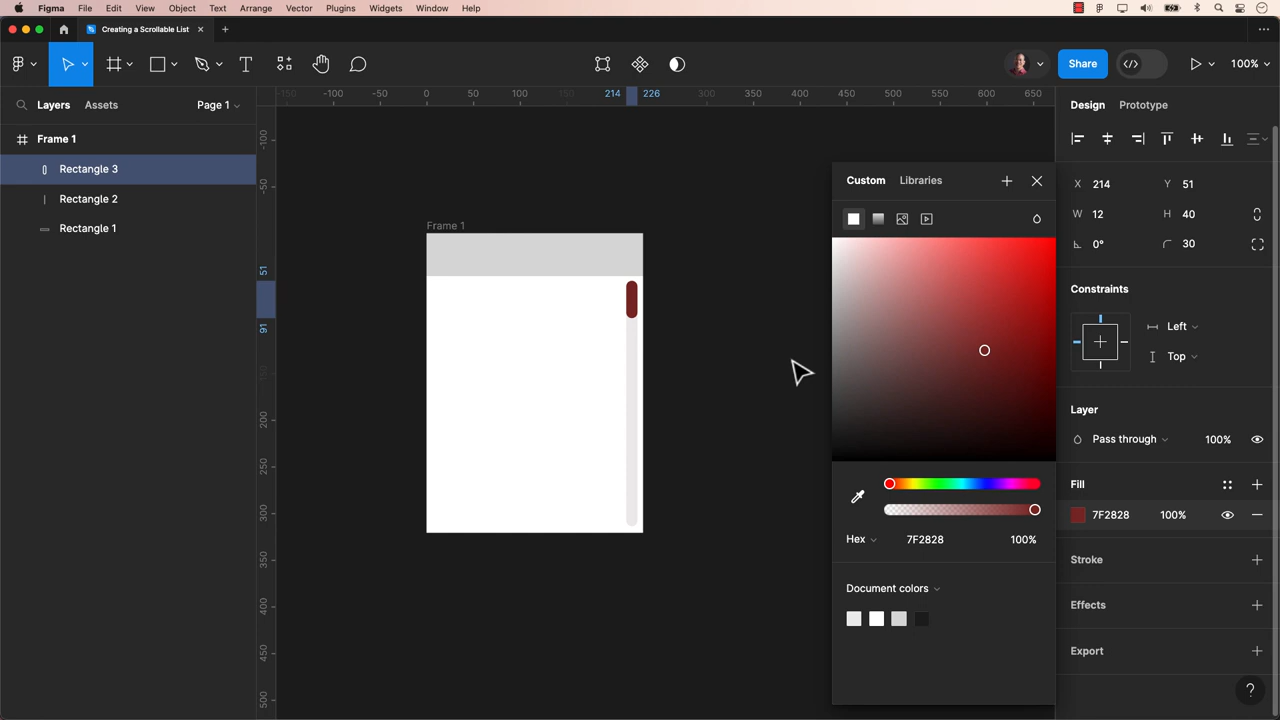 Figma File Edit View Object Text Arrange Vector Plugins Widgets Window Help
Creating a Scrollable List
Share
100%
Layers Assets Page 1
-150 -100 -50 0 50 100 150 214 226 300 350 400 450 500 550 600 650
Design Prototype
Frame 1
Rectangle 3
Rectangle 2
Rectangle 1
-100
-50
51
91
150
200
250
300
350
400
450
500
Frame 1
Custom Libraries
Hex 7F2828 100%
Document colors
X 214 Y 51
W 12 H 40
0° 30
Constraints
Left
Top
Layer
Pass through 100%
Fill
7F2828 100%
Stroke
Effects
Export
?